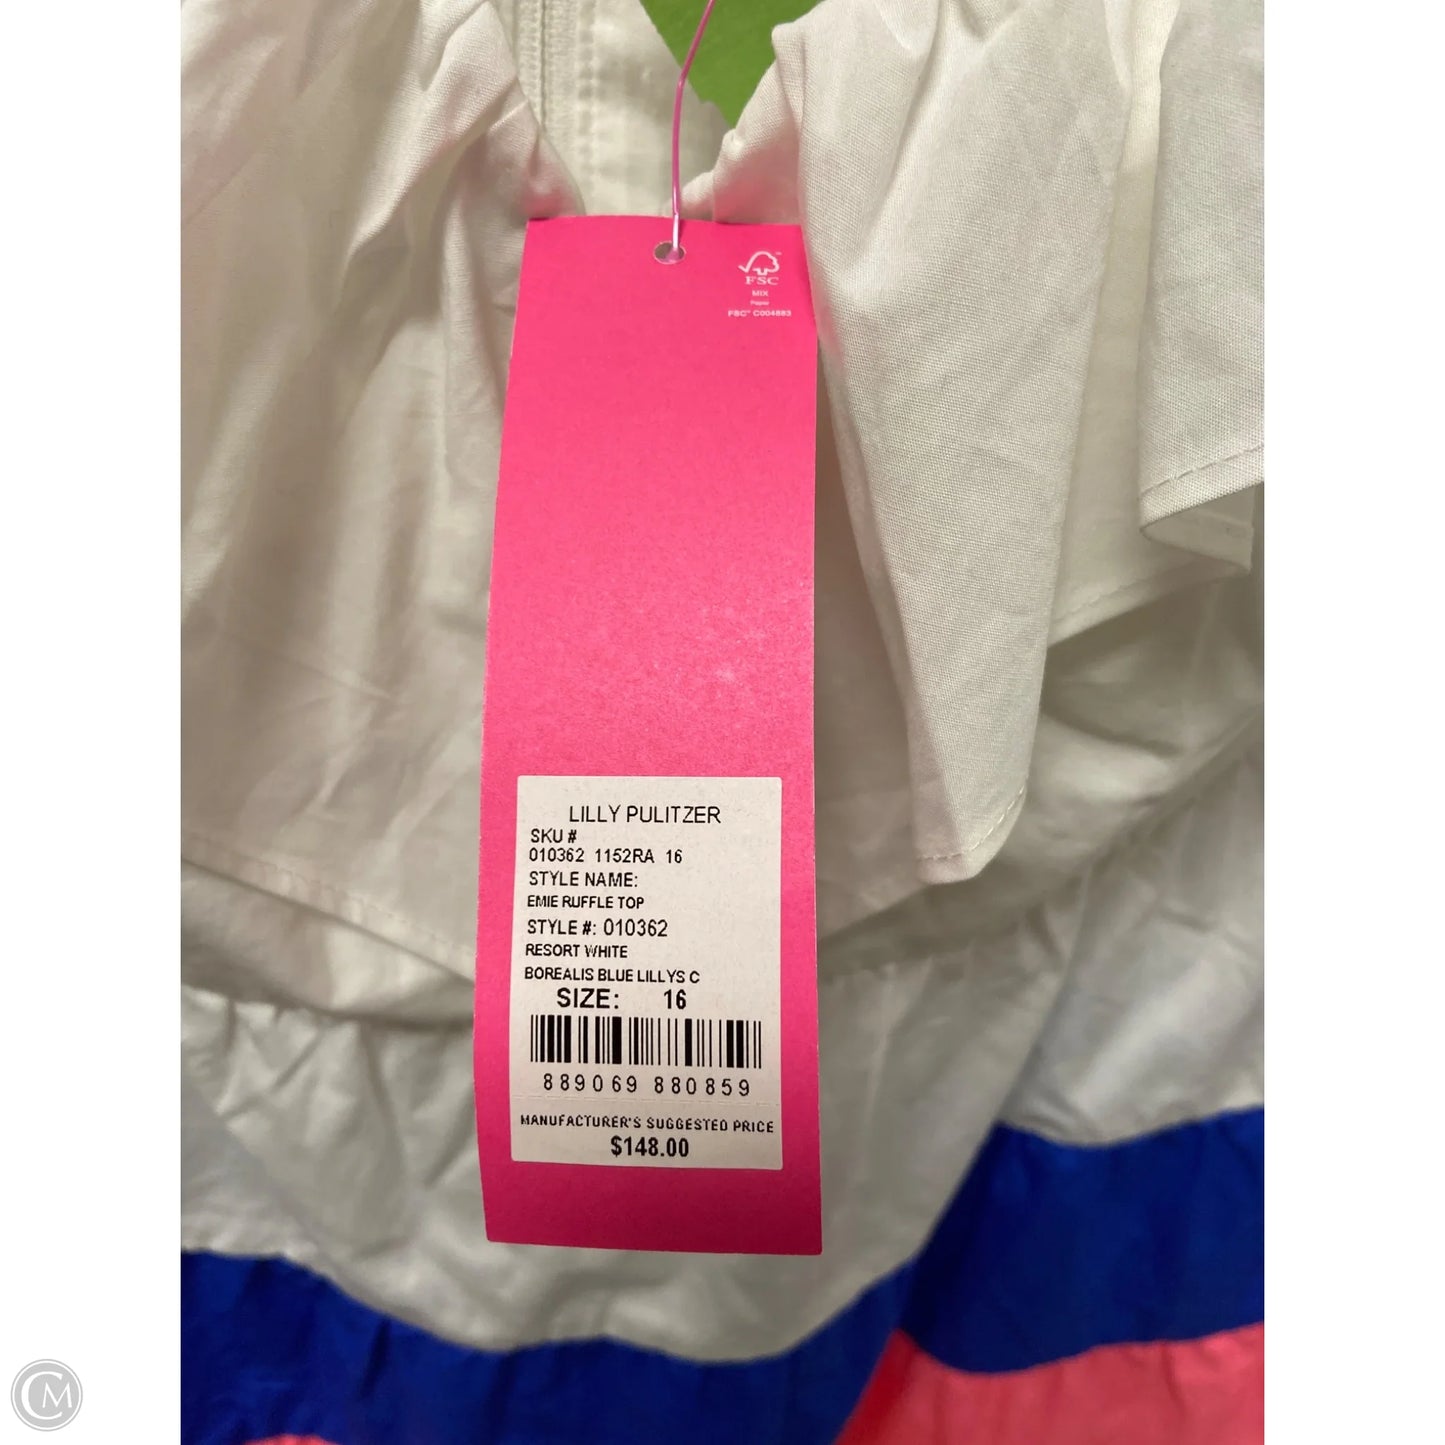 FSC
MIX
Paper
FSC® C004883
LILLY PULITZER
SKU #
010362 1152RA 16
STYLE NAME:
EMIE RUFFLE TOP
STYLE #: 010362
RESORT WHITE
BOREALIS BLUE LILLYS C
SIZE: 16
889069 880859
MANUFACTURER'S SUGGESTED PRICE
$148.00
CM